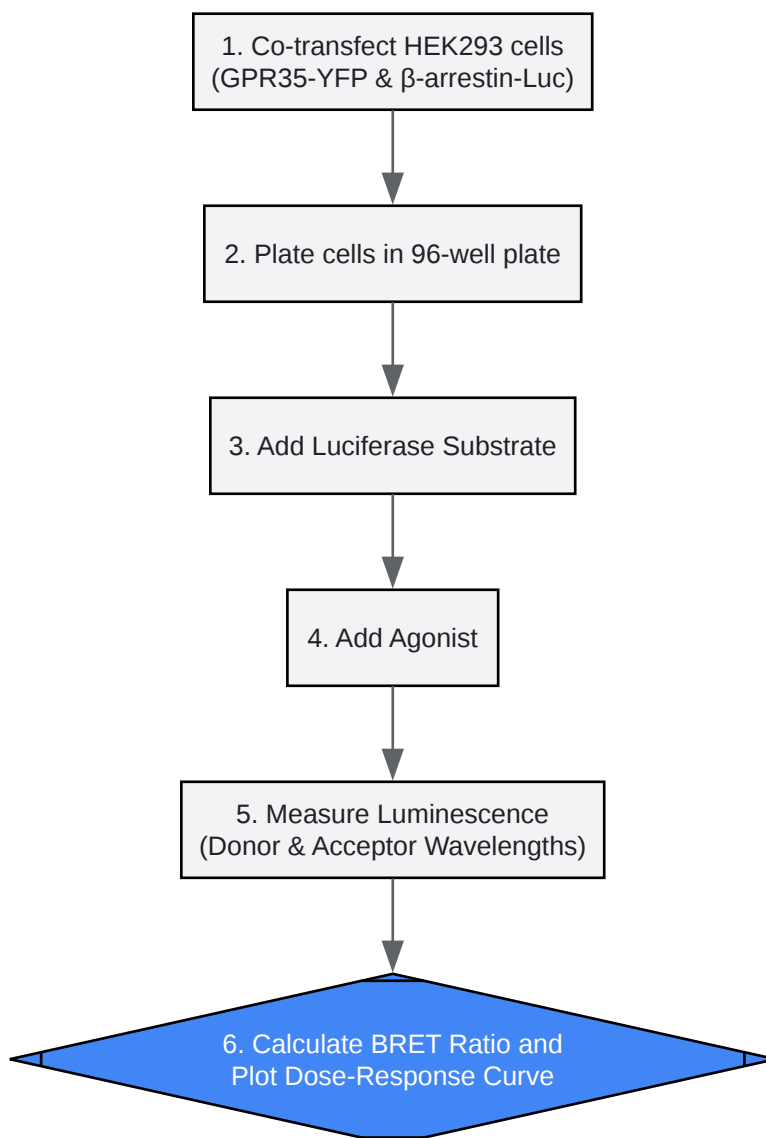 1. Co-transfect HEK293 cells
(GPR35-YFP & β-arrestin-Luc)
2. Plate cells in 96-well plate
3. Add Luciferase Substrate
4. Add Agonist
5. Measure Luminescence
(Donor & Acceptor Wavelengths)
6. Calculate BRET Ratio and
Plot Dose-Response Curve